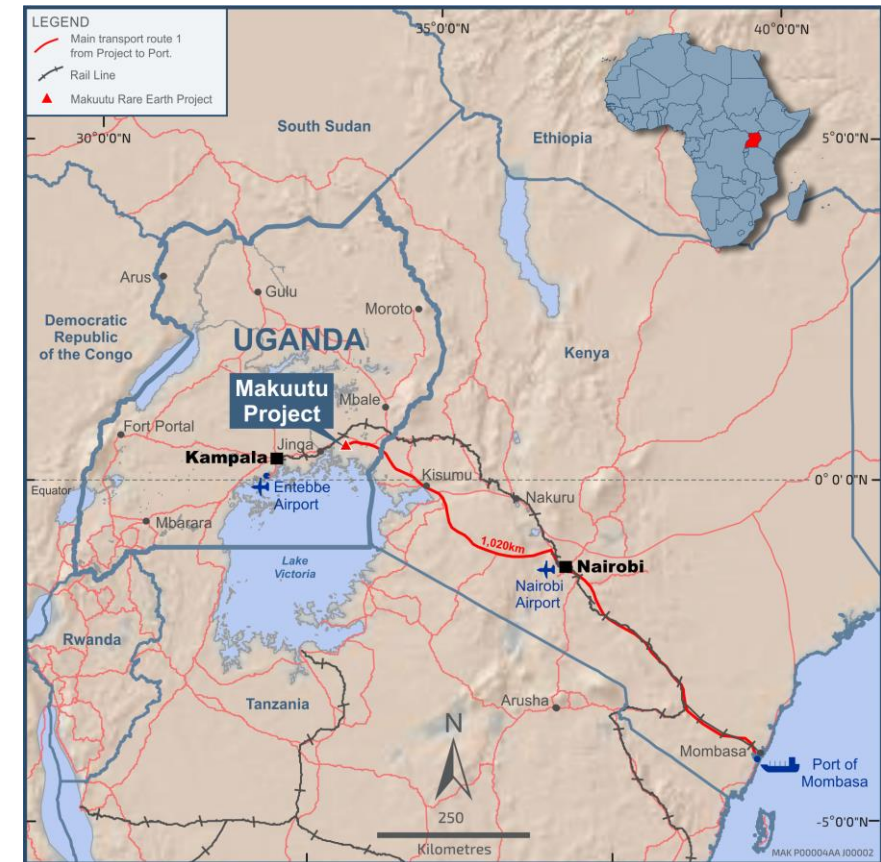 LEGEND
Main transport route 1
from Project to Port.
Rail Line
Makuutu Rare Earth Project
35°0'0"N
40°0'0"N
30°0'0"N
5°0'0"N
South Sudan
Ethiopia
Arus
Gulu
Moroto
Democratic
Republic
of the Congo
UGANDA
Kenya
Makuutu
Project
Mbale
Fort Portal
Jinga
Kampala
Kisumu
Equator
0°0'0"N
Entebbe
Airport
Nakuru
Mbarara
1,020km
Lake
Victoria
Nairobi
Nairobi
Airport
Rwanda
Tanzania
Arusha
N
Mombasa
Port of
Mombasa
250
Kilometres
-5°0'0"N
MAK P00004AA J00002